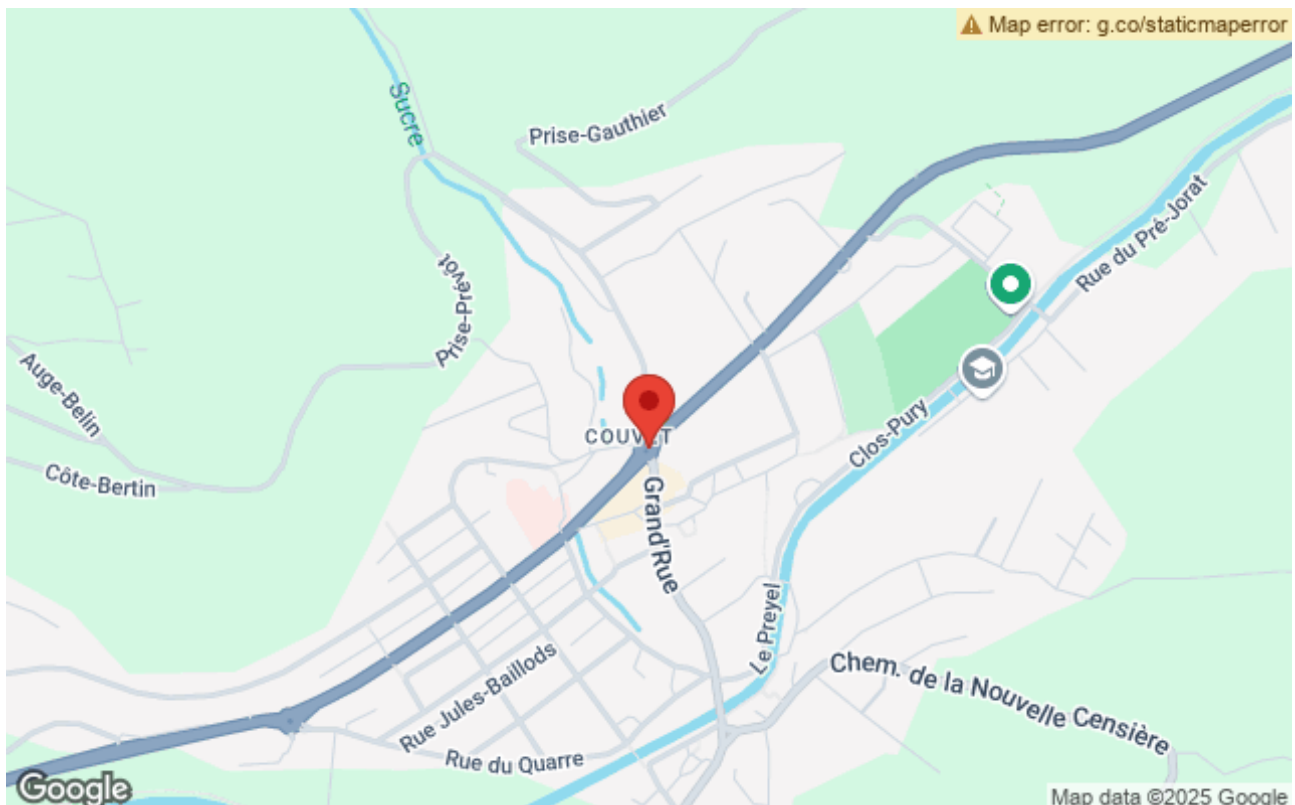 Map error: g.co/staticmaperror
Sucre
Prise-Gauthier
Rue du Pré-Jorat
Prise-Prévôt
Auge-Belin
Côte-Bertin
COUVET
Clos-Pury
Grand'Rue
Le Preyel
Rue Jules-Baillods
Chem. de la Nouvelle Censière
Rue du Quarre
Google
Map data ©2025 Google